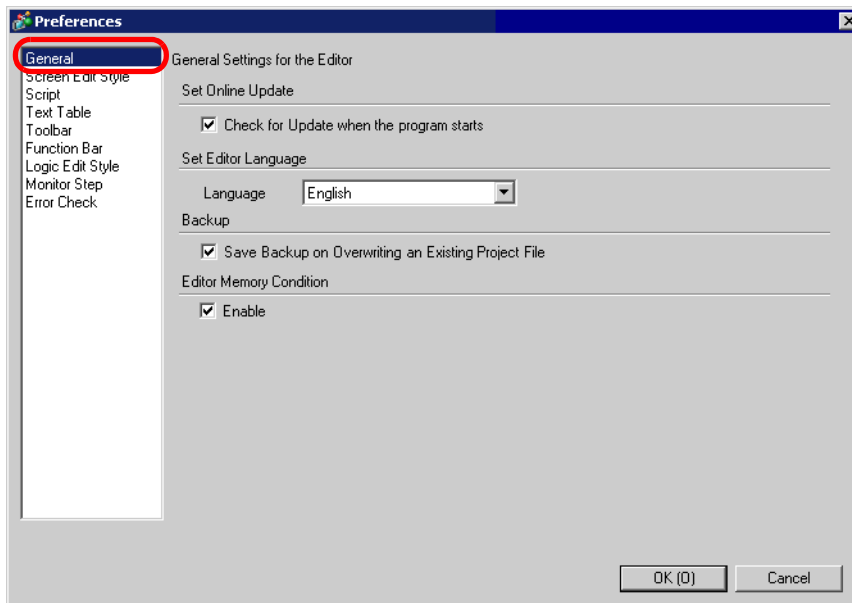 Preferences
General
Screen Edit Style
Script
Text Table
Toolbar
Function Bar
Logic Edit Style
Monitor Step
Error Check
General Settings for the Editor
Set Online Update
Check for Update when the program starts
Set Editor Language
Language English
Backup
Save Backup on Overwriting an Existing Project File
Editor Memory Condition
Enable
OK (O) Cancel